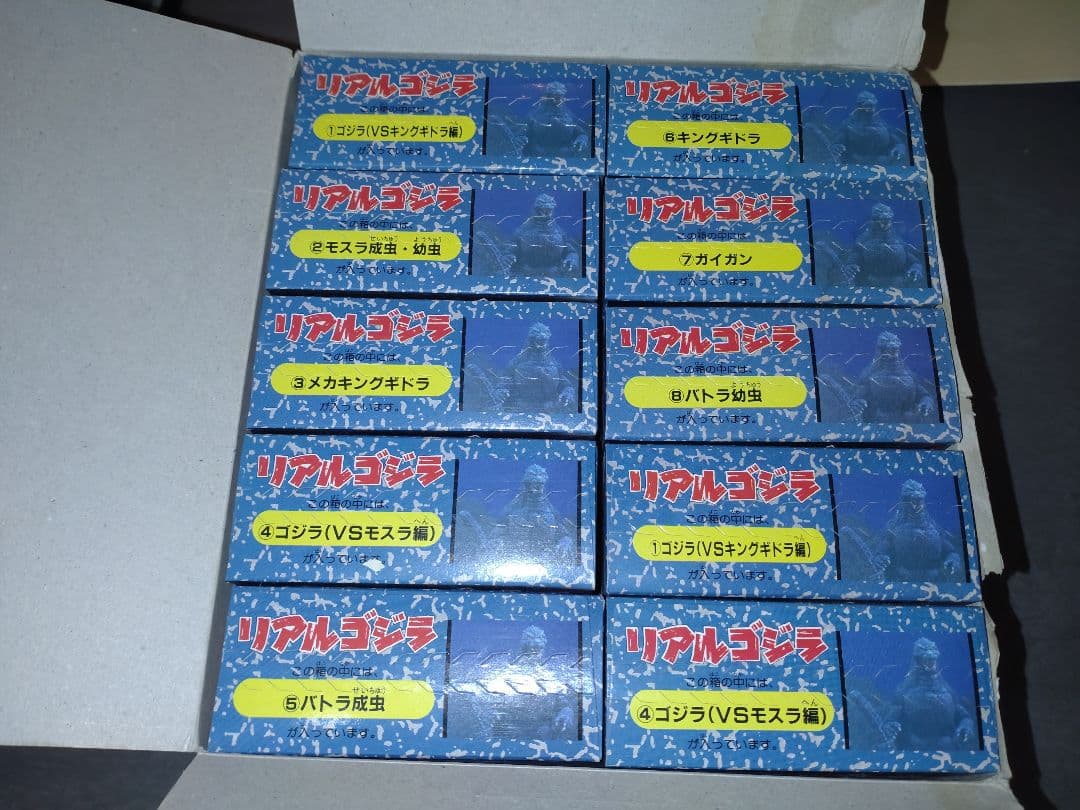 リアルゴジラ
この箱の中には、
①ゴジラ(VSキングギドラ編)
が入っています。
リアルゴジラ
この箱の中には、
②モスラ成虫・幼虫
が入っています。
リアルゴジラ
この箱の中には、
③メカキングギドラ
が入っています。
リアルゴジラ
この箱の中には、
④ゴジラ(VSモスラ編)
が入っています。
リアルゴジラ
この箱の中には、
⑤バトラ成虫
が入っています。
リアルゴジラ
この箱の中には、
⑥キングギドラ
が入っています。
リアルゴジラ
この箱の中には、
⑦ガイガン
が入っています。
リアルゴジラ
この箱の中には、
⑧バトラ幼虫
が入っています。
リアルゴジラ
この箱の中には、
①ゴジラ(VSキングギドラ編)
が入っています。
リアルゴジラ
この箱の中には、
④ゴジラ(VSモスラ編)
が入っています。